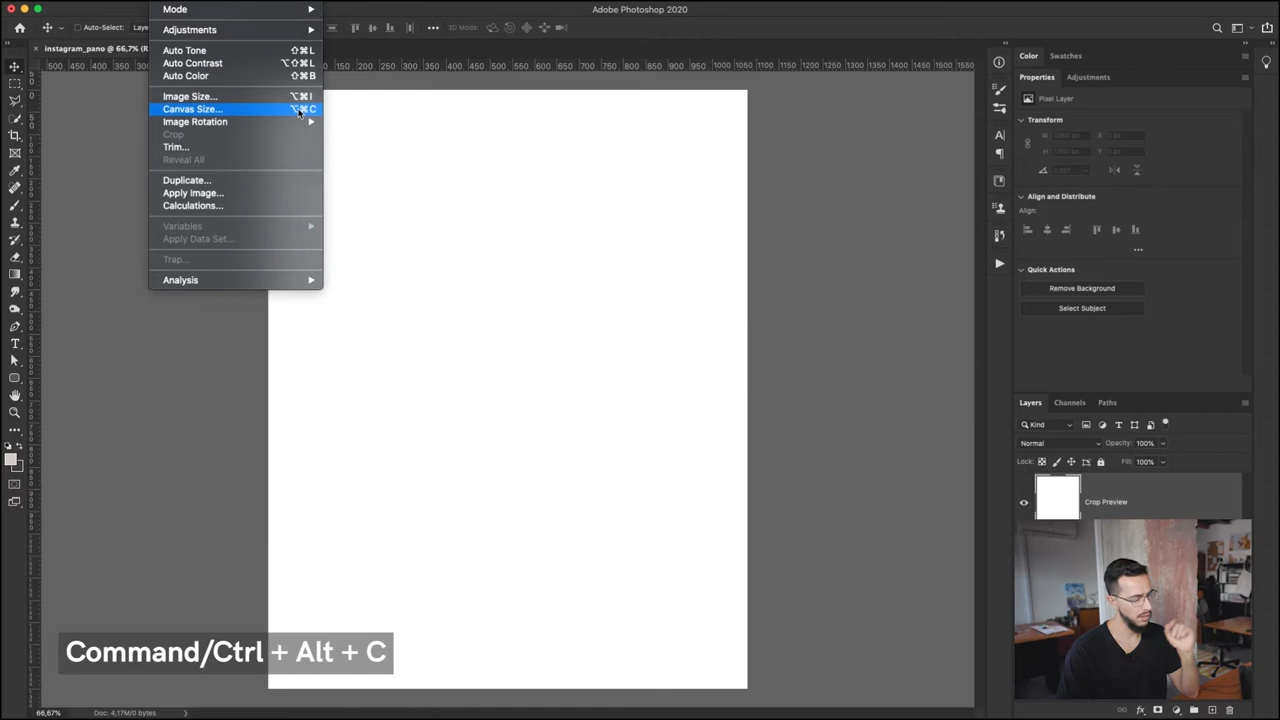 Adobe Photoshop 2020
Mode
Auto-Select:
3D Mode:
Adjustments
instagram_pano @ 66,7%
Auto Tone ⇧⌘L
Auto Contrast ⌥⇧⌘L
Auto Color ⇧⌘B
Image Size... ⌥⌘I
Canvas Size... ⌥⌘C
Image Rotation
Crop
Trim...
Reveal All
Duplicate...
Apply Image...
Calculations...
Variables
Apply Data Set...
Trap...
Analysis
Color Swatches
Properties Adjustments
Pixel Layer
Transform
Align and Distribute
Align:
Quick Actions
Remove Background
Select Subject
Layers Channels Paths
Kind
Normal Opacity: 100%
Lock: Fill: 100%
Crop Preview
Command/Ctrl + Alt + C
66,67% Doc: 4,17M/0 bytes